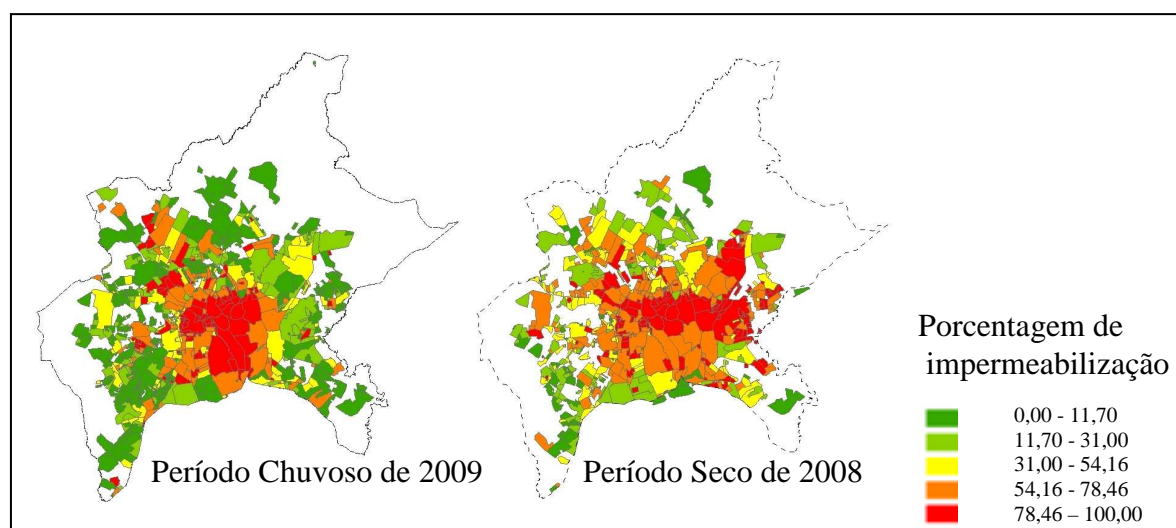 Período Chuvoso de 2009
Período Seco de 2008
Porcentagem de
impermeabilização
0,00 - 11,70
11,70 - 31,00
31,00 - 54,16
54,16 - 78,46
78,46 – 100,00